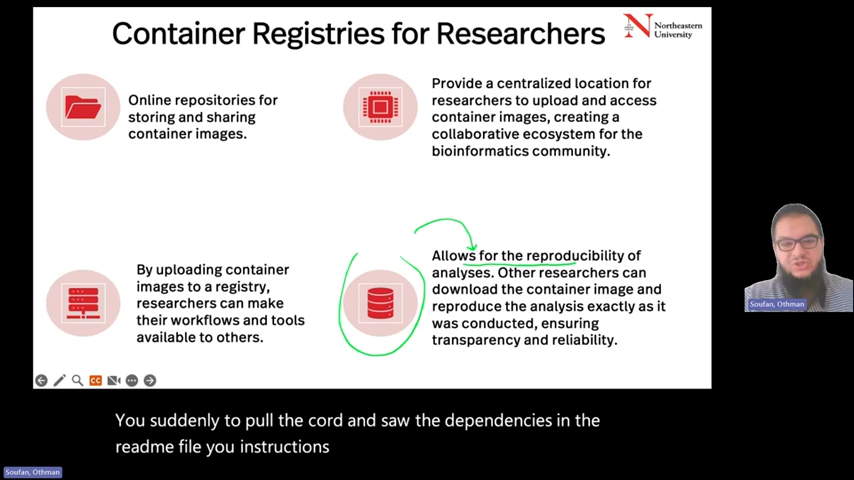 Container Registries for Researchers
Northeastern
University
Online repositories for
storing and sharing
container images.
Provide a centralized location for
researchers to upload and access
container images, creating a
collaborative ecosystem for the
bioinformatics community.
By uploading container
images to a registry,
researchers can make
their workflows and tools
available to others.
Allows for the reproducibility of
analyses. Other researchers can
download the container image and
reproduce the analysis exactly as it
was conducted, ensuring
transparency and reliability.
Soufan, Othman
CC
You suddenly to pull the cord and saw the dependencies in the
readme file you instructions
Soufan, Othman